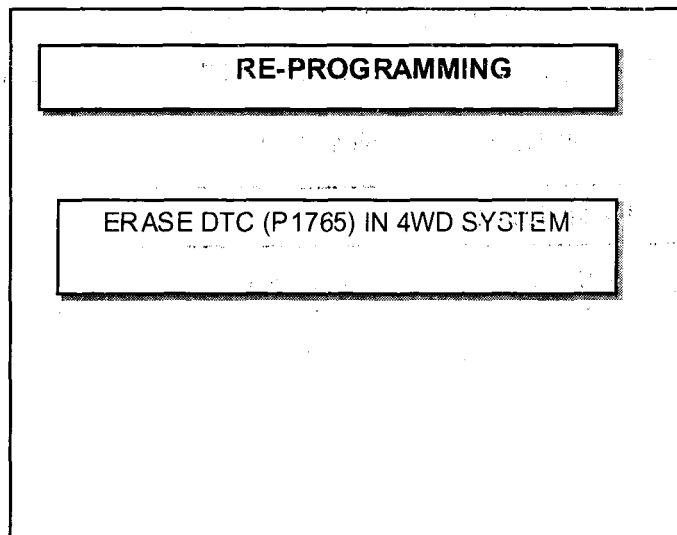 RE-PROGRAMMING
ERASE DTC (P1765) IN 4WD SYSTEM